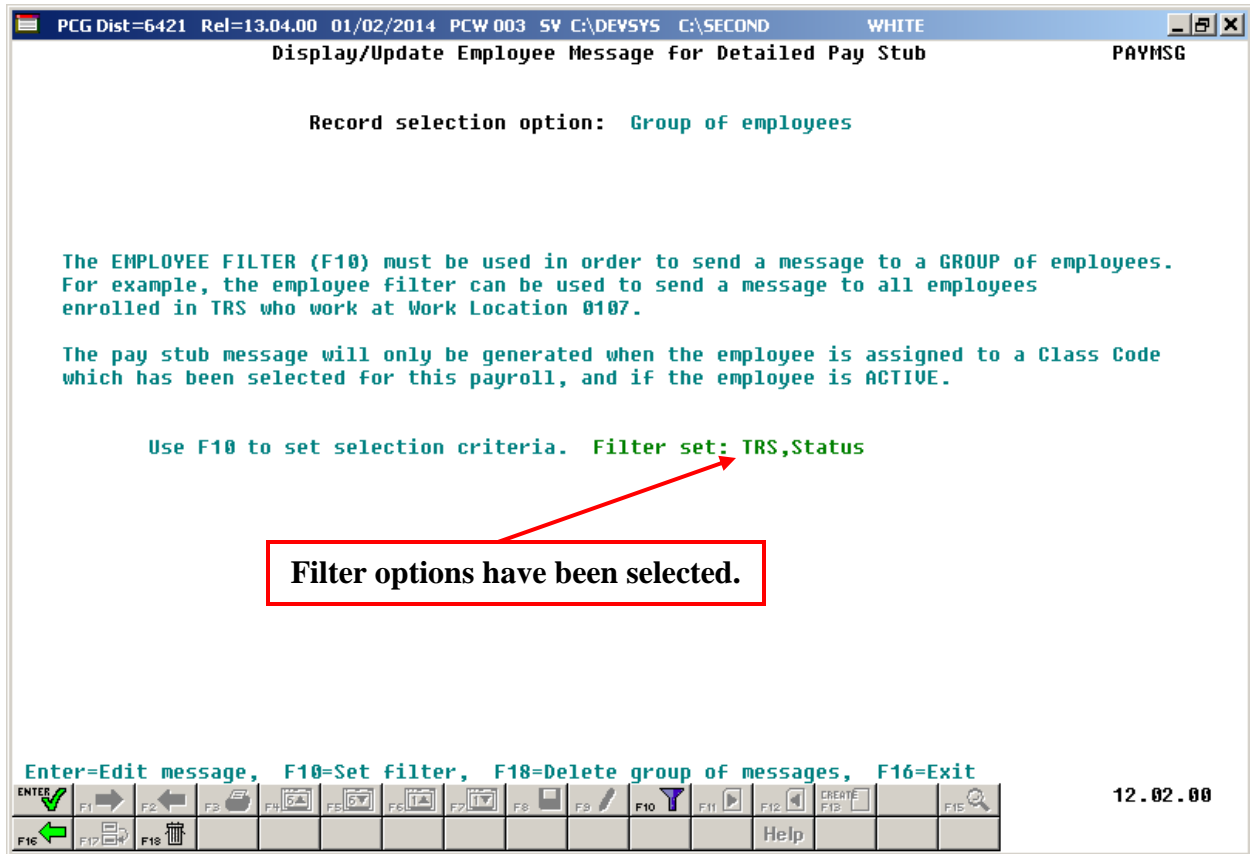 PCG Dist=6421 Rel=13.04.00 01/02/2014 PCW 003 SV C:\DEVSYS C:\SECOND WHITE
Display/Update Employee Message for Detailed Pay Stub PAYMSG
Record selection option: Group of employees
The EMPLOYEE FILTER (F10) must be used in order to send a message to a GROUP of employees.
For example, the employee filter can be used to send a message to all employees
enrolled in TRS who work at Work Location 0107.
The pay stub message will only be generated when the employee is assigned to a Class Code
which has been selected for this payroll, and if the employee is ACTIVE.
Use F10 to set selection criteria. Filter set: TRS,Status
Filter options have been selected.
Enter=Edit message, F10=Set filter, F18=Delete group of messages, F16=Exit
ENTER F1 F2 F3 F4 F5 F6 F7 F8 F9 F10 F11 F12 CREATE F13 F15 12.02.00
F16 F17 F18 Help